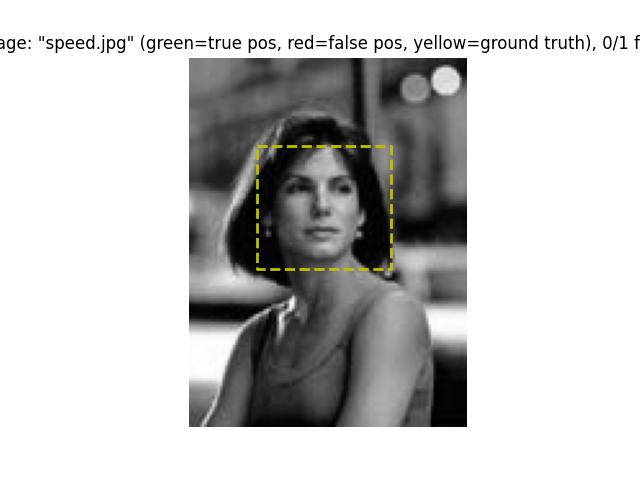 age: "speed.jpg" (green=true pos, red=false pos, yellow=ground truth), 0/1 f